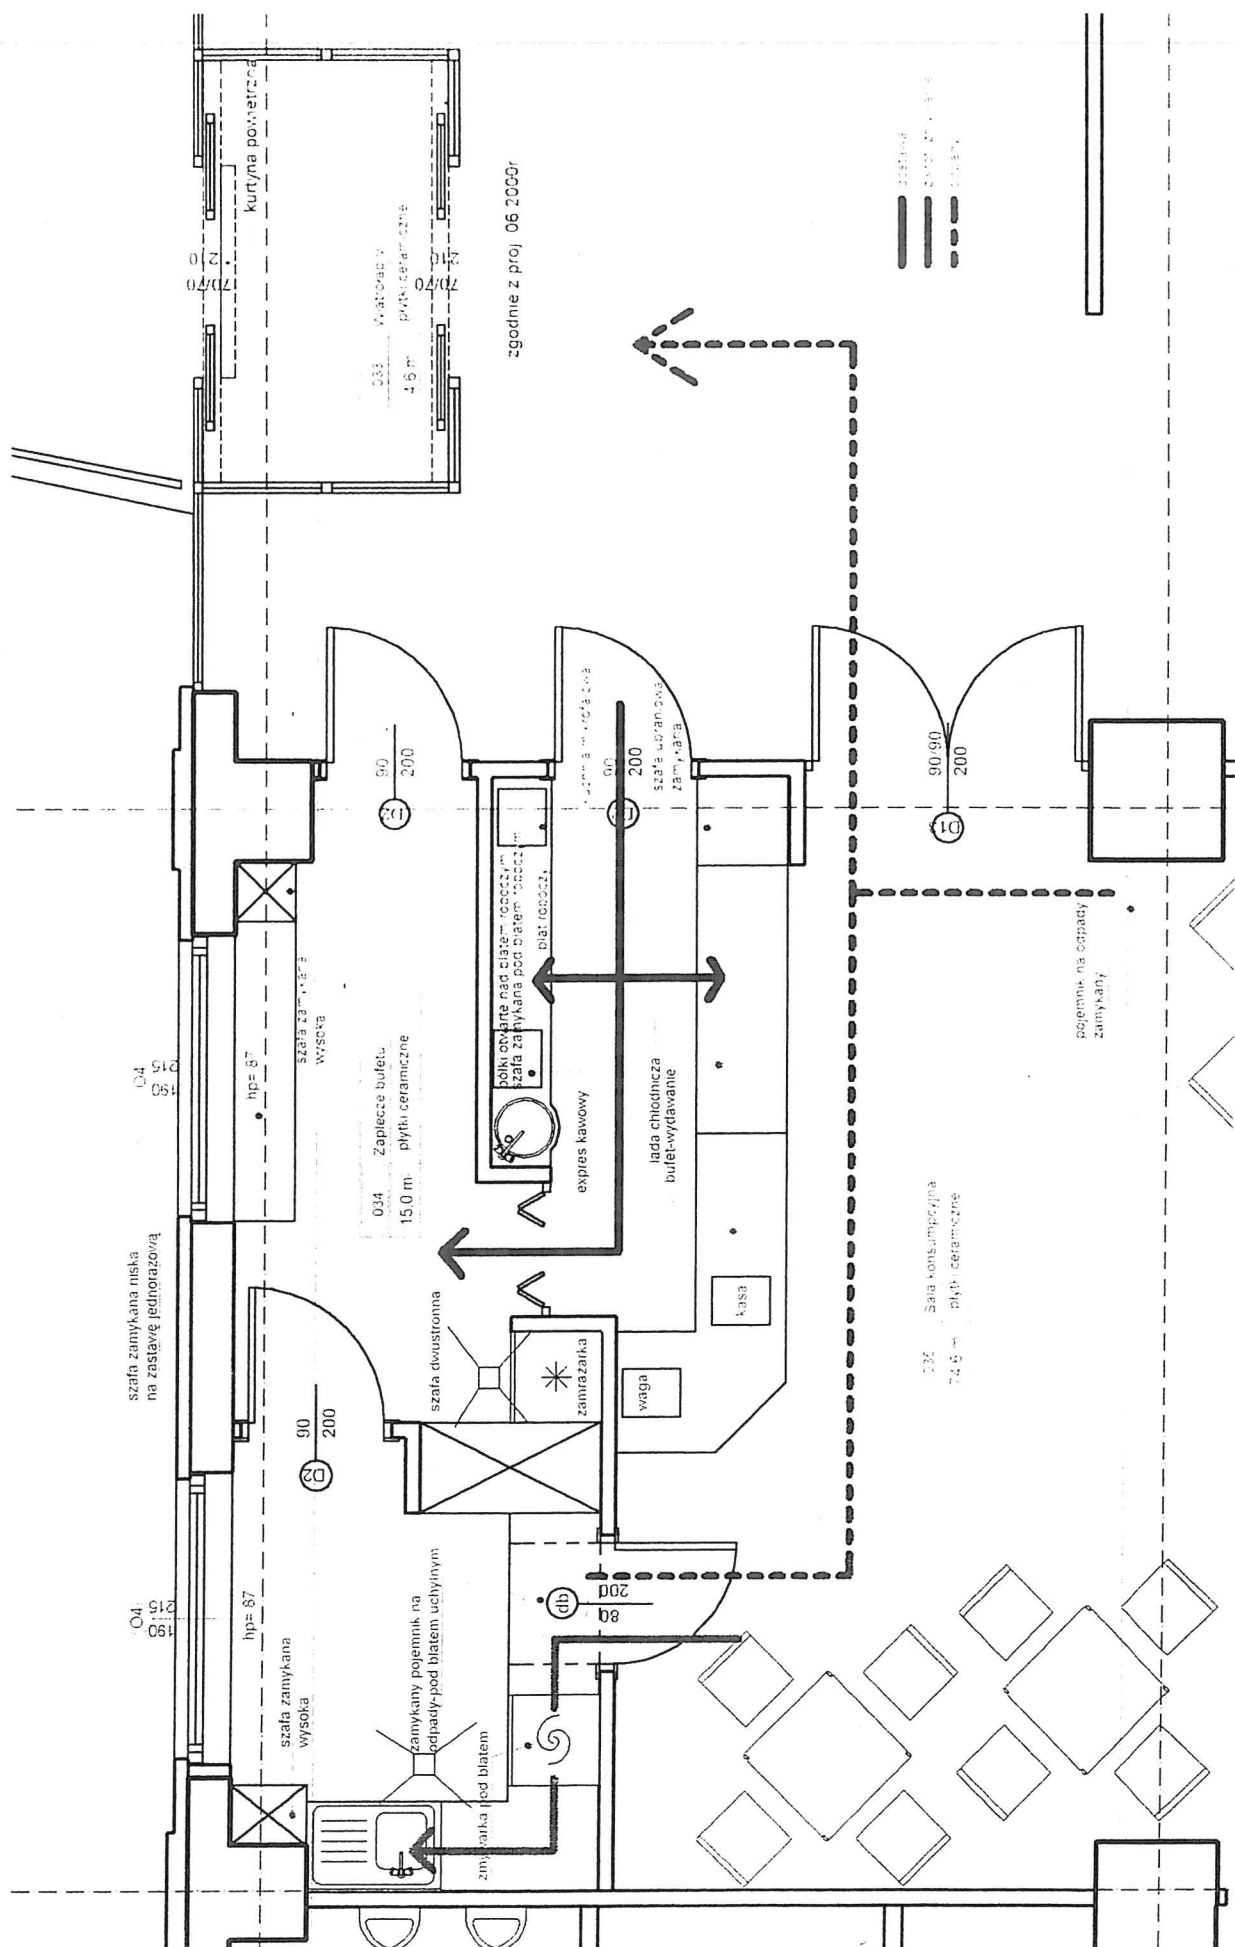 kurtyna powietrzna
70/70
210
033 Wiatrołap
4.6 m płytki ceramiczne
70/70
210
zgodnie z proj 06 2000r
dostawa
90
200
90
200
szafa ubraniowa
zamykana
90/90
200
D1
półki otwarte nad blatem roboczym
szafa zamykana pod blatem roboczym
blat roboczy
szafa zamykana
wysoka
O4
190
215
hp= 87
034 Zaplecze bufetu
15.0 m płytki ceramiczne
expres kawowy
lada chłodnicza
bufet-wydawanie
pojemnik na odpady
zamykany
Sala konsumpcyjna
74.6 m płytki ceramiczne
szafa zamykana niska
na zastawę jednorazową
szafa dwustronna
zamrażarka
waga
kasa
D2
90
200
O4
190
215
hp= 87
szafa zamykana
wysoka
zamykany pojemnik na
odpady-pod blatem uchylnym
zmywarka pod blatem
db
80
200